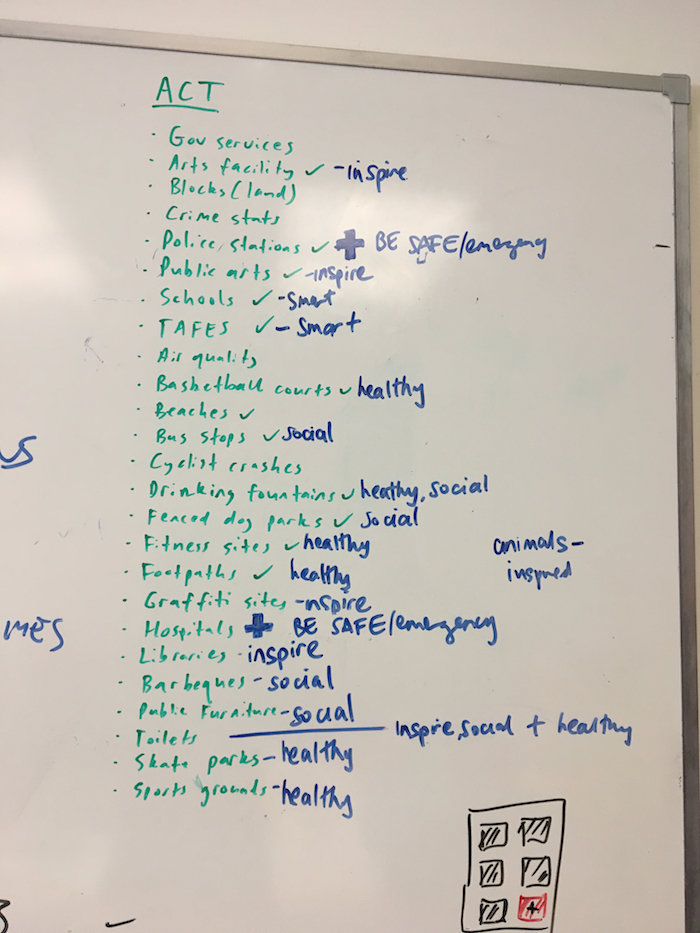 ACT
· Gov services
· Arts facility ✓ -inspire
· Blocks (land)
· Crime stats
· Police stations ✓ + BE SAFE/emergency
· Public arts ✓ -inspire
· Schools ✓ -smart
· TAFES ✓ - smart
· Air quality
· Basketball courts ✓ healthy
· Beaches ✓
· Bus stops ✓ social
· Cyclist crashes
· Drinking fountains ✓ healthy, social
· Fenced dog parks ✓ social
· Fitness sites ✓ healthy
· Footpaths ✓ healthy
animals-
inspired
· Graffiti sites -inspire
· Hospitals + BE SAFE/emergency
· Libraries - inspire
· Barbeques - social
· Public Furniture - social
· Toilets inspire, social + healthy
· Skate parks - healthy
· Sports grounds - healthy
MES
+